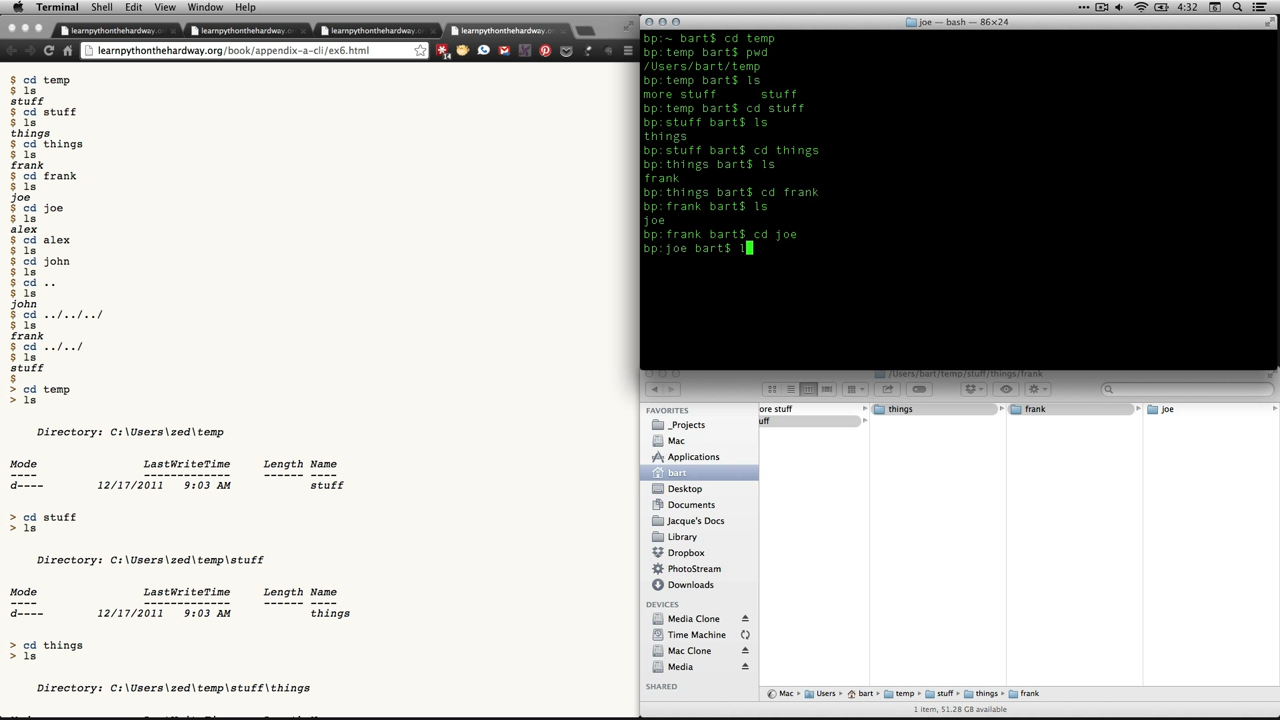 Terminal Shell Edit View Window Help 4:32
learnpythonthehardway.or learnpythonthehardway.or learnpythonthehardway.or learnpythonthehardway.or
learnpythonthehardway.org/book/appendix-a-cli/ex6.html
14
$ cd temp
$ ls
stuff
$ cd stuff
$ ls
things
$ cd things
$ ls
frank
$ cd frank
$ ls
joe
$ cd joe
$ ls
alex
$ cd alex
$ ls
$ cd john
$ ls
$ cd ..
$ ls
john
$ cd ../../../
$ ls
frank
$ cd ../../
$ ls
stuff
$
> cd temp
> ls
Directory: C:\Users\zed\temp
Mode LastWriteTime Length Name
---- ------------- ------ ----
d---- 12/17/2011 9:03 AM stuff
> cd stuff
> ls
Directory: C:\Users\zed\temp\stuff
Mode LastWriteTime Length Name
---- ------------- ------ ----
d---- 12/17/2011 9:03 AM things
> cd things
> ls
Directory: C:\Users\zed\temp\stuff\things
joe — bash — 86×24
bp:~ bart$ cd temp
bp:temp bart$ pwd
/Users/bart/temp
bp:temp bart$ ls
more stuff stuff
bp:temp bart$ cd stuff
bp:stuff bart$ ls
things
bp:stuff bart$ cd things
bp:things bart$ ls
frank
bp:things bart$ cd frank
bp:frank bart$ ls
joe
bp:frank bart$ cd joe
bp:joe bart$ l
/Users/bart/temp/stuff/things/frank
FAVORITES
_Projects
Mac
Applications
bart
Desktop
Documents
Jacque's Docs
Library
Dropbox
PhotoStream
Downloads
DEVICES
Media Clone
Time Machine
Mac Clone
Media
SHARED
ore stuff things frank joe
uff
Mac Users bart temp stuff things frank
1 item, 51.28 GB available